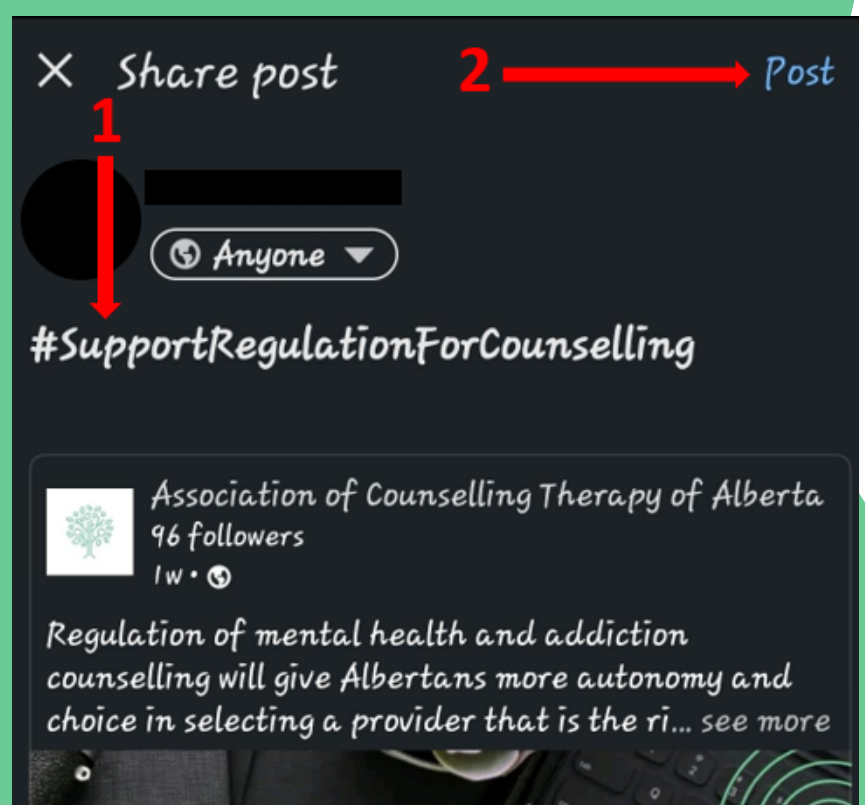 Share post
2
Post
1
Anyone
#SupportRegulationForCounselling
Association of Counselling Therapy of Alberta
96 followers
1w •
Regulation of mental health and addiction
counselling will give Albertans more autonomy and
choice in selecting a provider that is the ri... see more